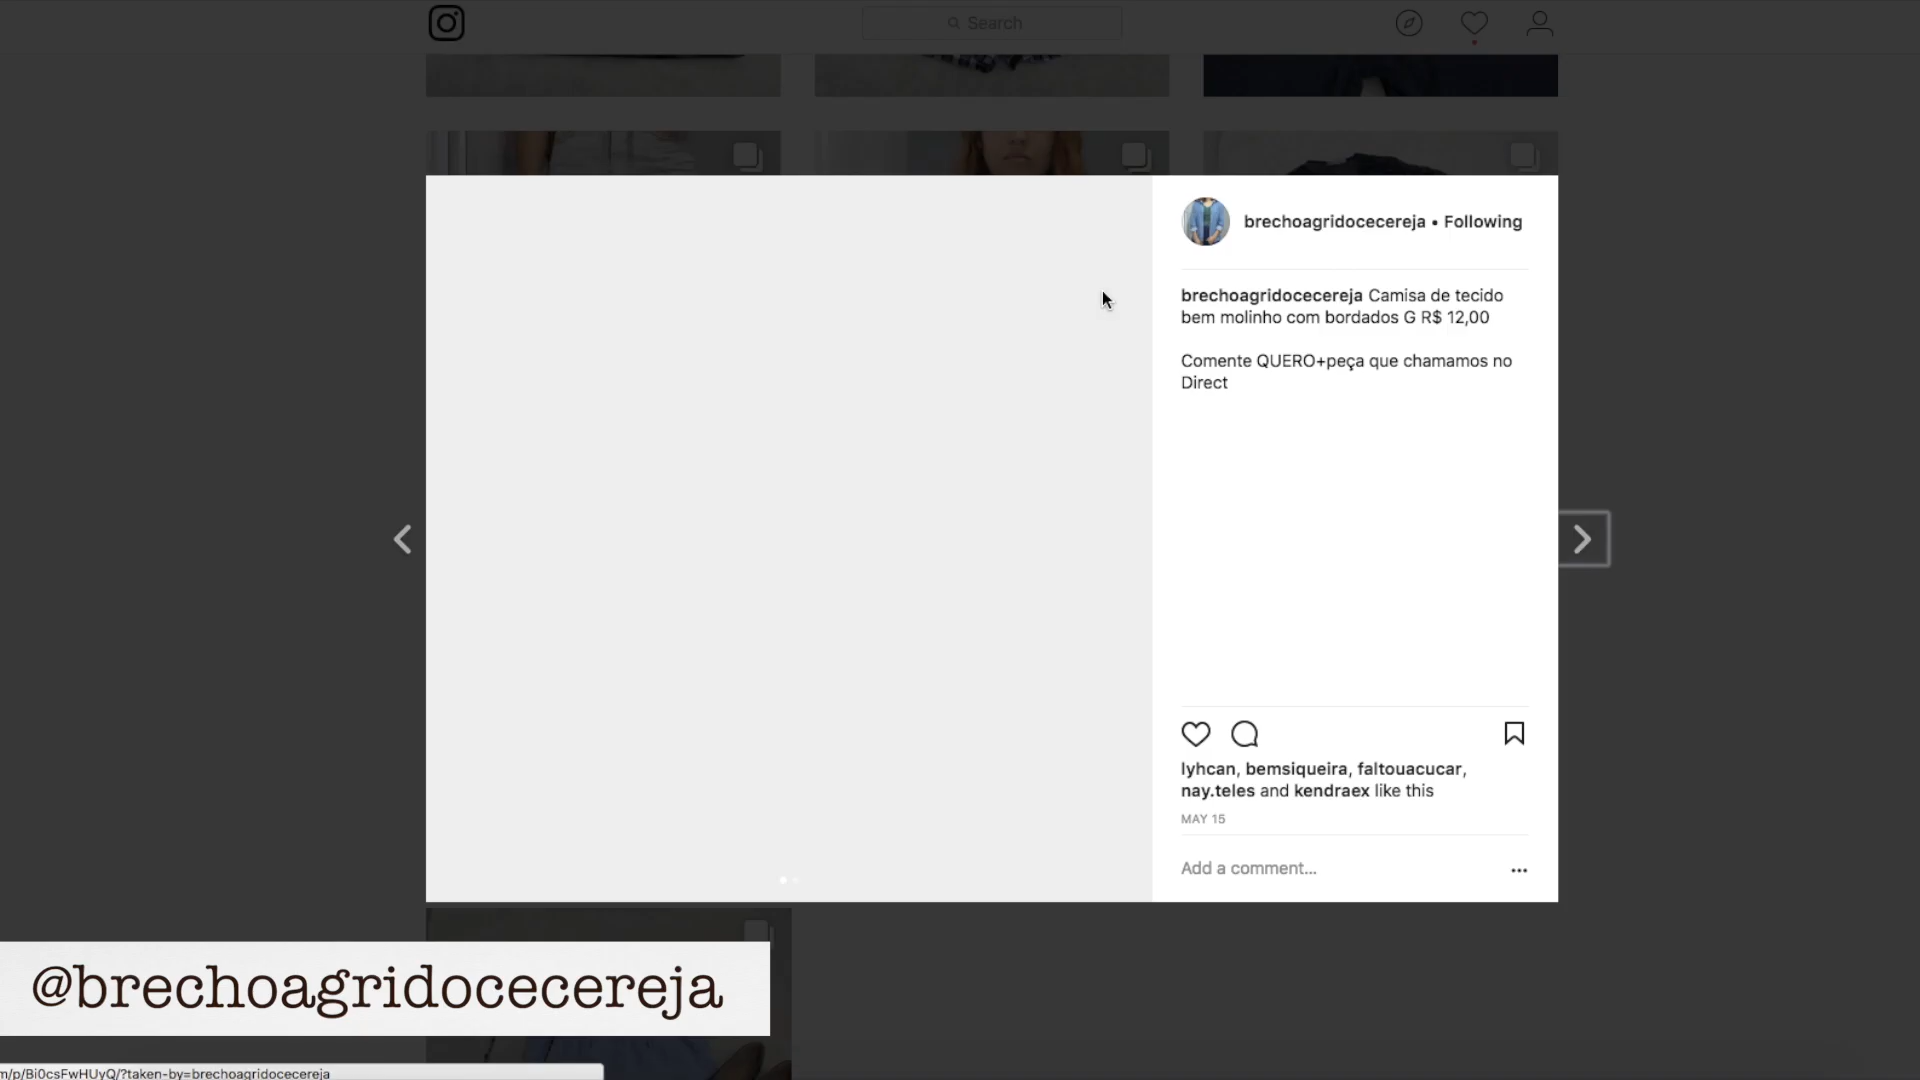 Search
brechoagridocecereja • Following
brechoagridocecereja Camisa de tecido
bem molinho com bordados G R$ 12,00
Comente QUERO+peça que chamamos no
Direct
lyhcan, bemsiqueira, faltouacucar,
nay.teles and kendraex like this
MAY 15
Add a comment...
@brechoagridocecereja
m/p/Bi0csFwHUyQ/?taken-by=brechoagridocecereja